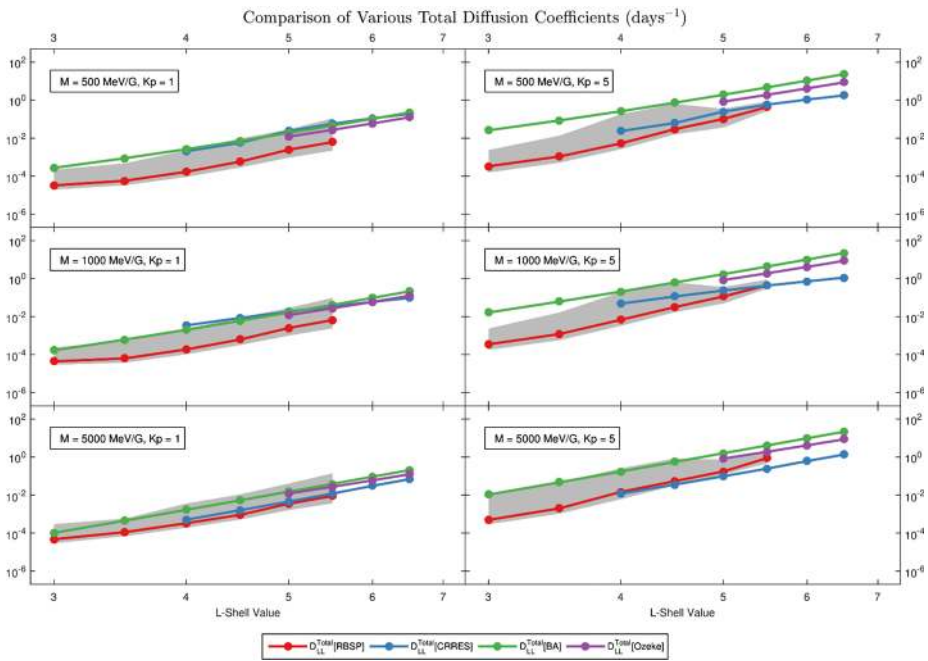 Comparison of Various Total Diffusion Coefficients (days⁻¹)
3 4 5 6 7 3 4 5 6 7
10² 10²
M = 500 MeV/G, Kp = 1 M = 500 MeV/G, Kp = 5
10⁰ 10⁰
10⁻² 10⁻²
10⁻⁴ 10⁻⁴
10⁻⁶ 10⁻⁶
10² 10²
M = 1000 MeV/G, Kp = 1 M = 1000 MeV/G, Kp = 5
10⁰ 10⁰
10⁻² 10⁻²
10⁻⁴ 10⁻⁴
10⁻⁶ 10⁻⁶
10² 10²
M = 5000 MeV/G, Kp = 1 M = 5000 MeV/G, Kp = 5
10⁰ 10⁰
10⁻² 10⁻²
10⁻⁴ 10⁻⁴
10⁻⁶ 10⁻⁶
3 4 5 6 7 3 4 5 6 7
L-Shell Value L-Shell Value
D_LL^Total[RBSP] D_LL^Total[CRRES] D_LL^Total[BA] D_LL^Total[Ozeke]